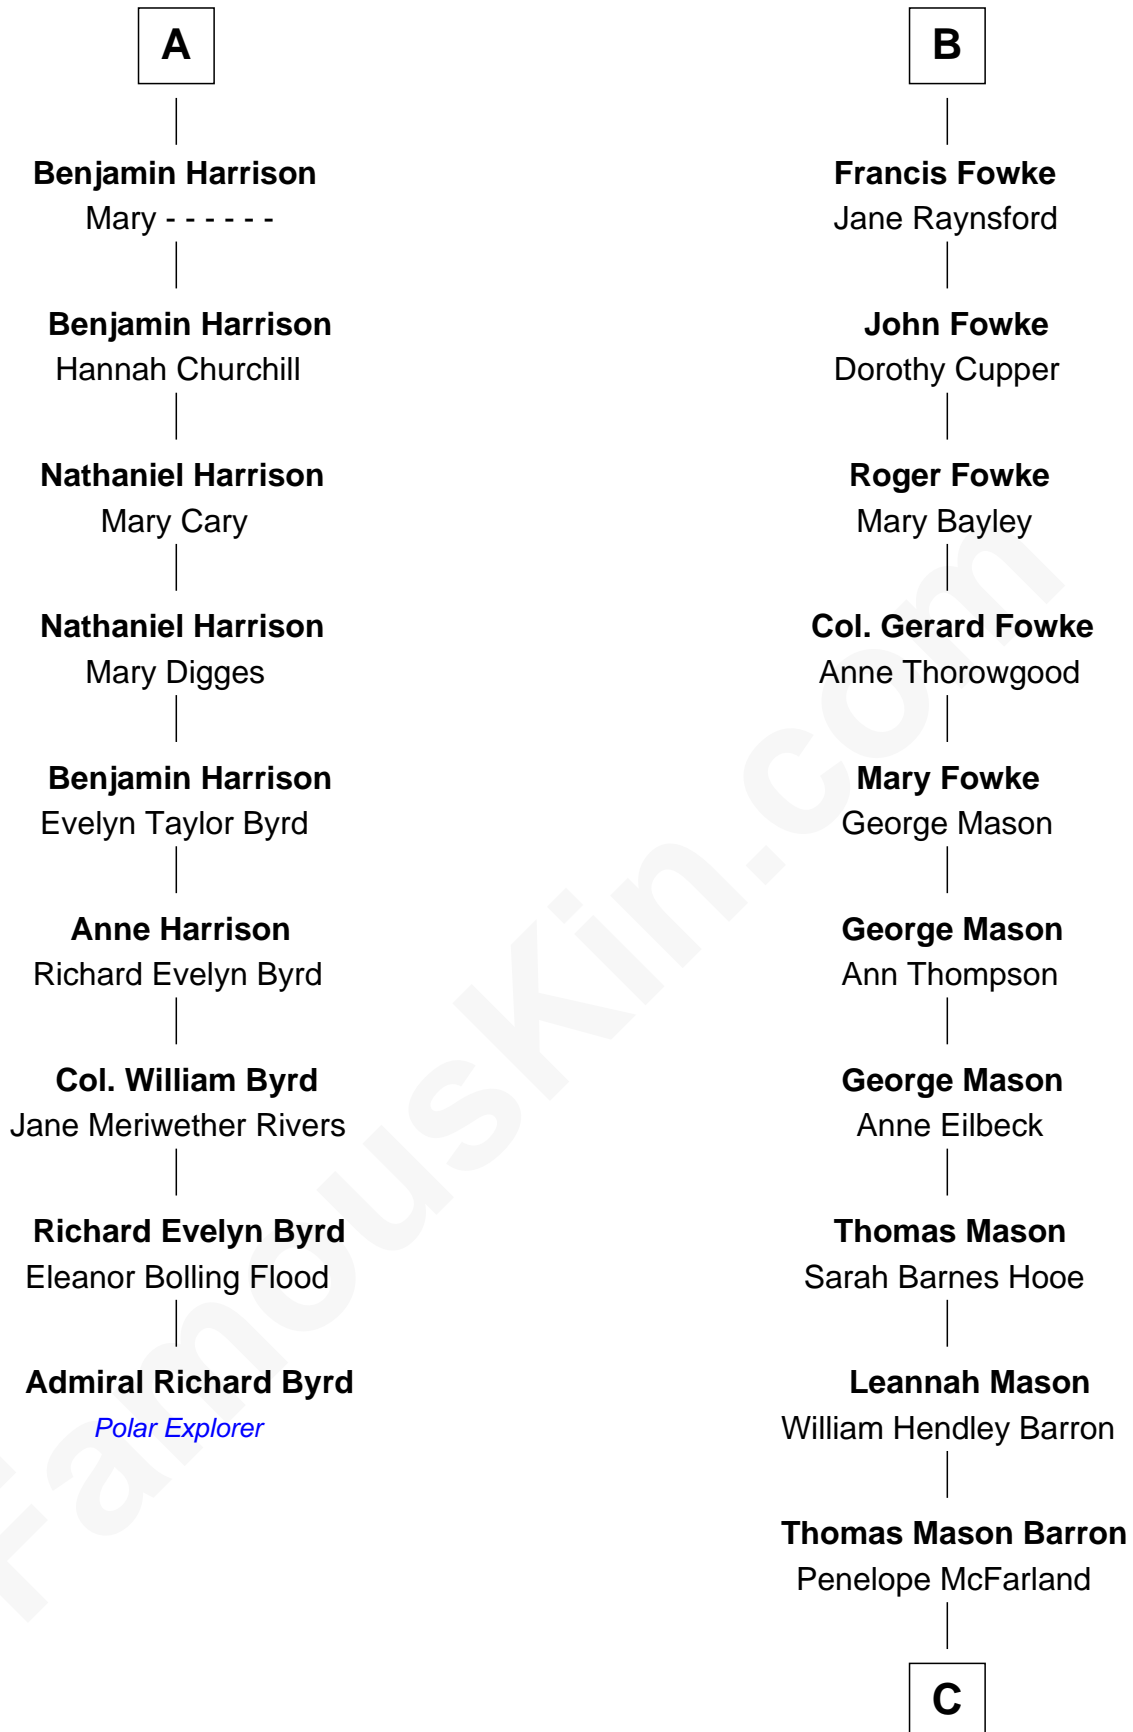 A
Benjamin Harrison
Mary - - - - - -
Benjamin Harrison
Hannah Churchill
Nathaniel Harrison
Mary Cary
Nathaniel Harrison
Mary Digges
Benjamin Harrison
Evelyn Taylor Byrd
Anne Harrison
Richard Evelyn Byrd
Col. William Byrd
Jane Meriwether Rivers
Richard Evelyn Byrd
Eleanor Bolling Flood
Admiral Richard Byrd
Polar Explorer
B
Francis Fowke
Jane Raynsford
John Fowke
Dorothy Cupper
Roger Fowke
Mary Bayley
Col. Gerard Fowke
Anne Thorowgood
Mary Fowke
George Mason
George Mason
Ann Thompson
George Mason
Anne Eilbeck
Thomas Mason
Sarah Barnes Hooe
Leannah Mason
William Hendley Barron
Thomas Mason Barron
Penelope McFarland
C
FamousKin.com